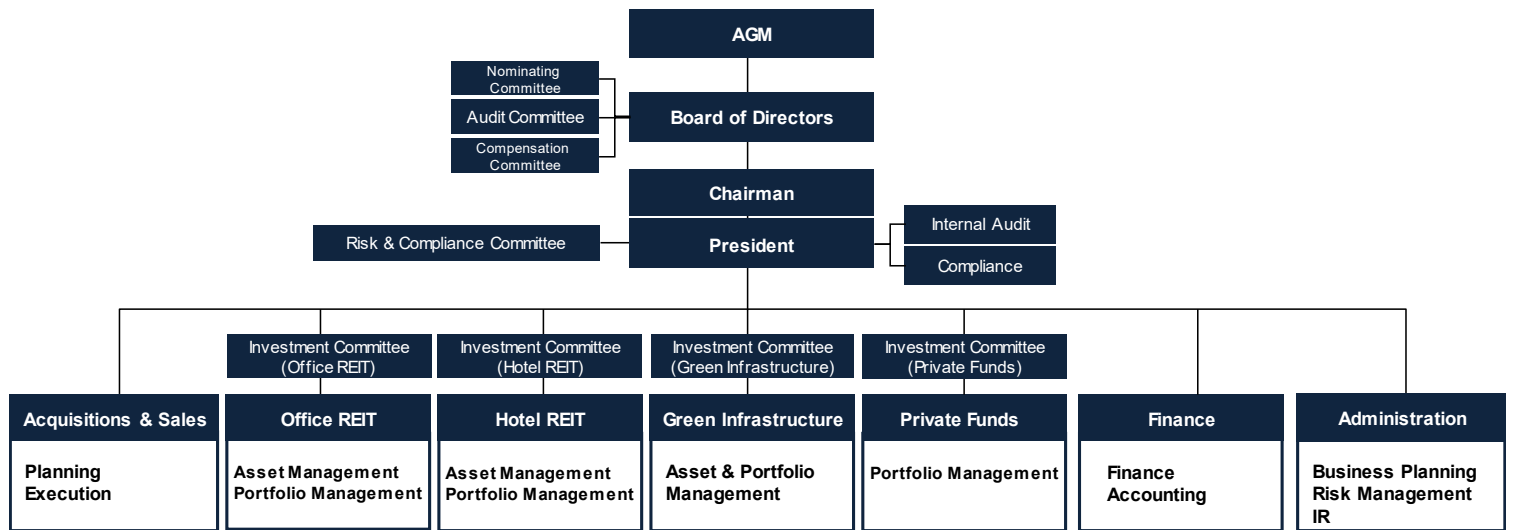 AGM
Nominating
Committee
Audit Committee
Compensation
Committee
Board of Directors
Chairman
Risk & Compliance Committee
President
Internal Audit
Compliance
Investment Committee
(Office REIT)
Investment Committee
(Hotel REIT)
Investment Committee
(Green Infrastructure)
Investment Committee
(Private Funds)
Acquisitions & Sales
Planning
Execution
Office REIT
Asset Management
Portfolio Management
Hotel REIT
Asset Management
Portfolio Management
Green Infrastructure
Asset & Portfolio
Management
Private Funds
Portfolio Management
Finance
Finance
Accounting
Administration
Business Planning
Risk Management
IR